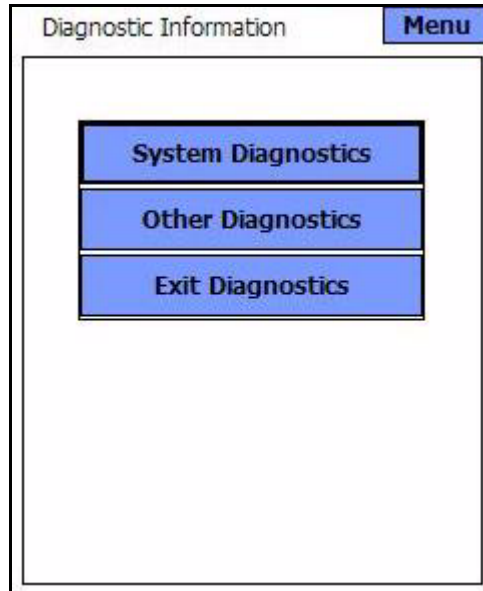 Diagnostic Information
Menu
System Diagnostics
Other Diagnostics
Exit Diagnostics